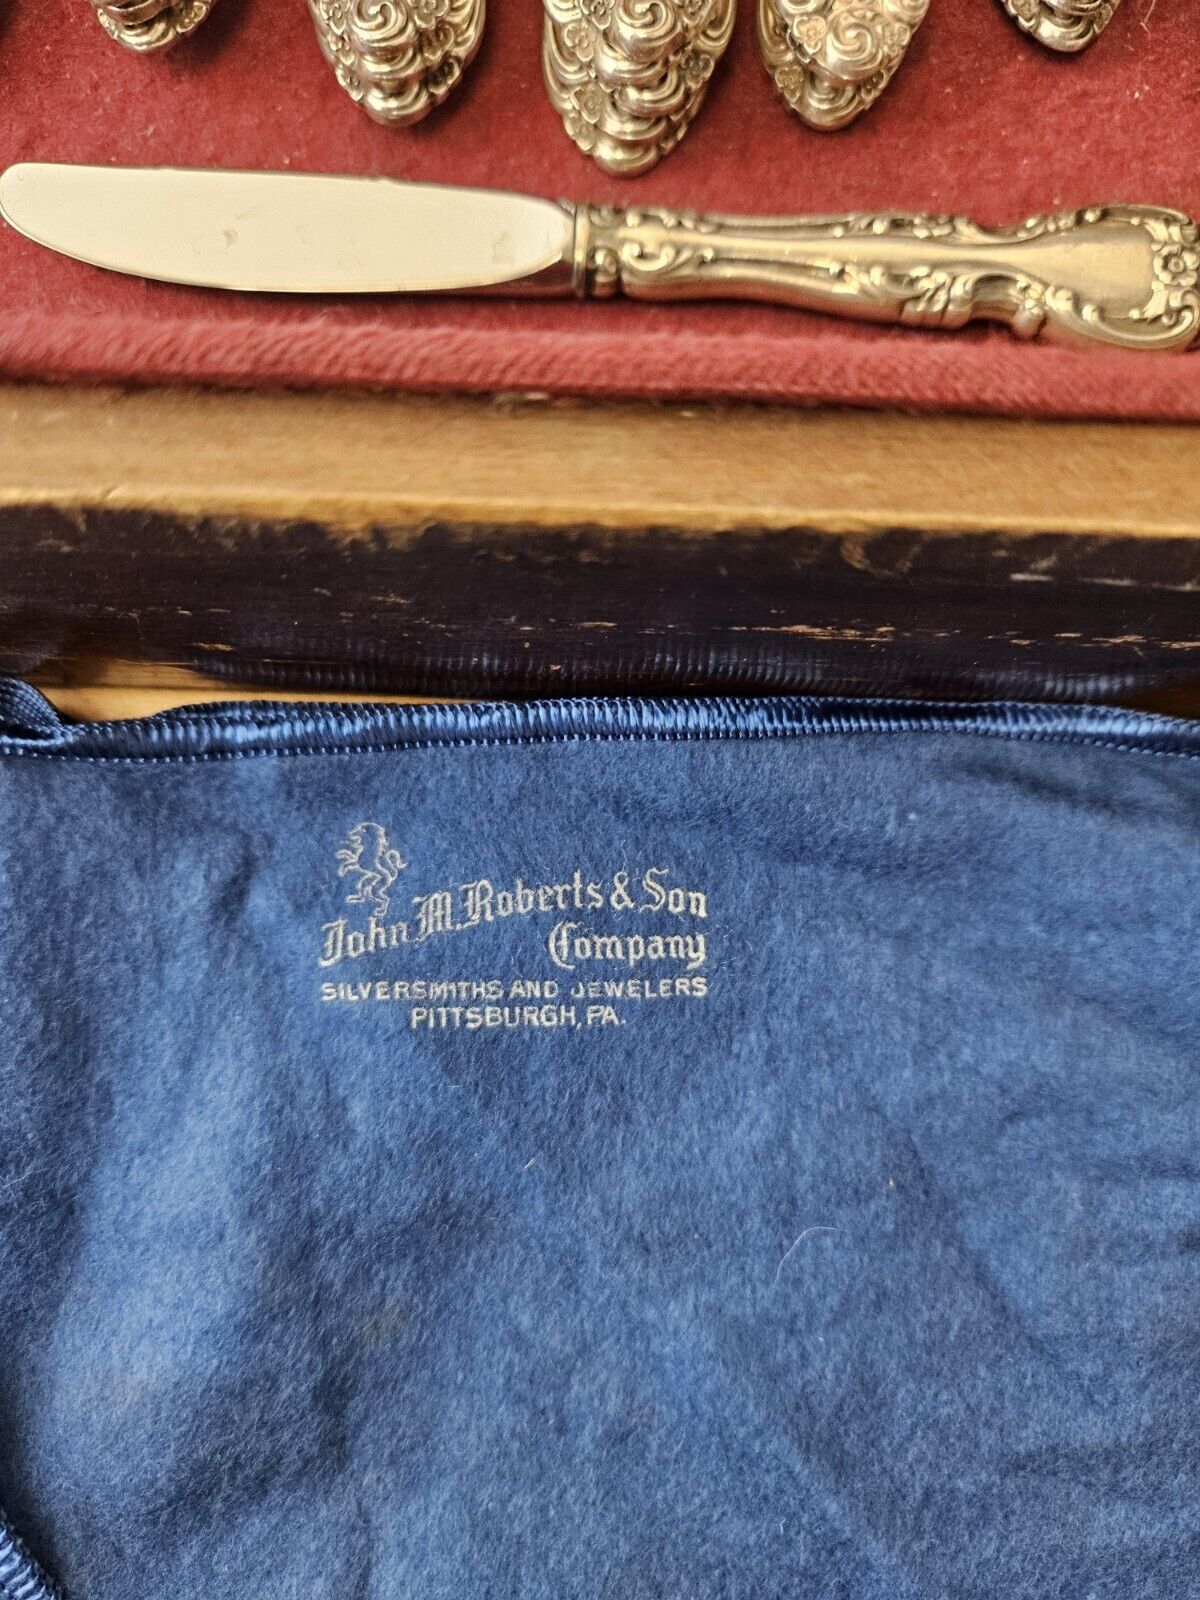 John M. Roberts & Son
Company
SILVERSMITHS AND JEWELERS
PITTSBURGH, PA.